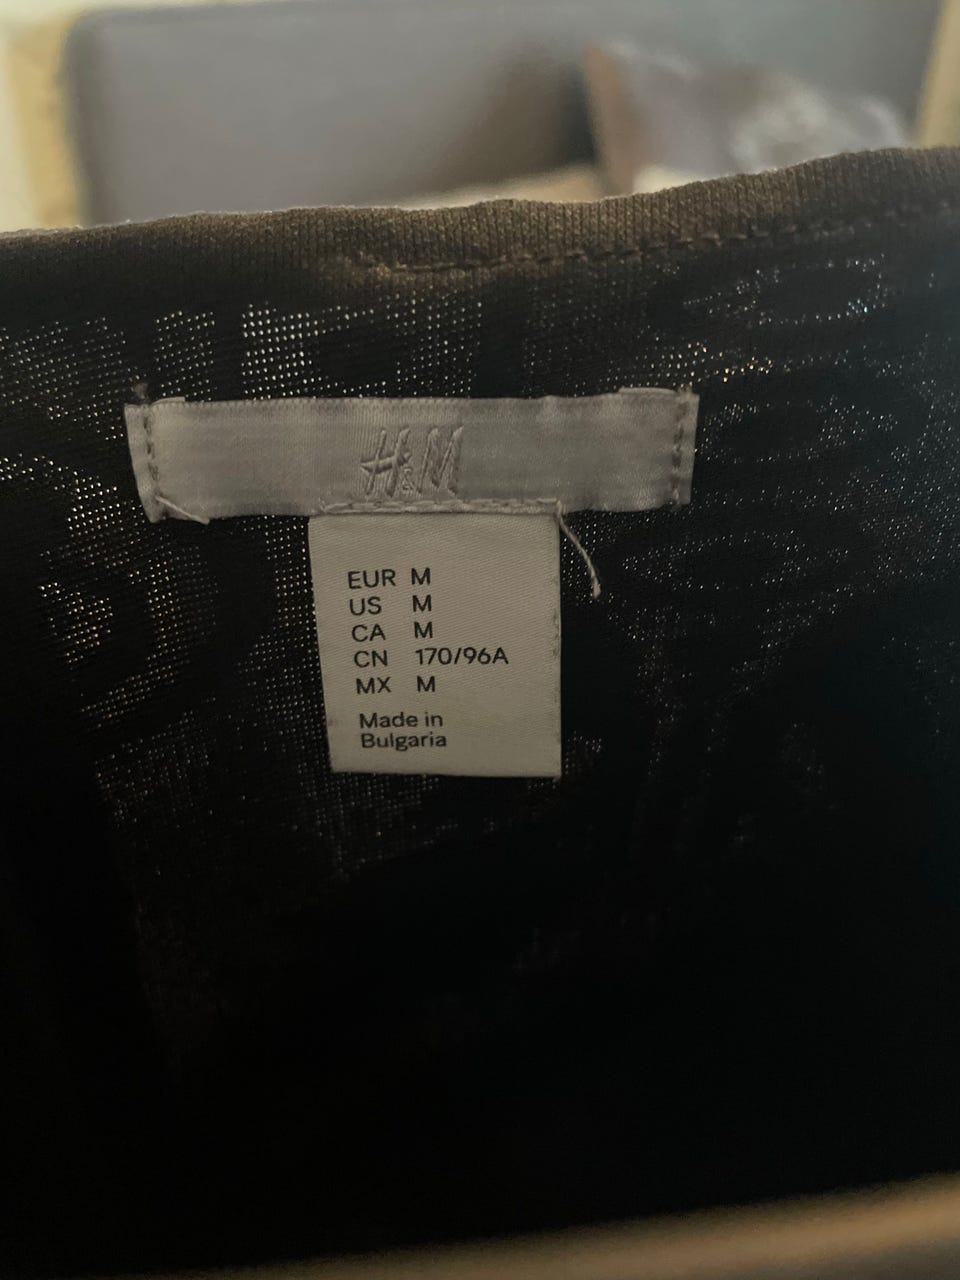 H&M
EUR M
US M
CA M
CN 170/96A
MX M
Made in
Bulgaria